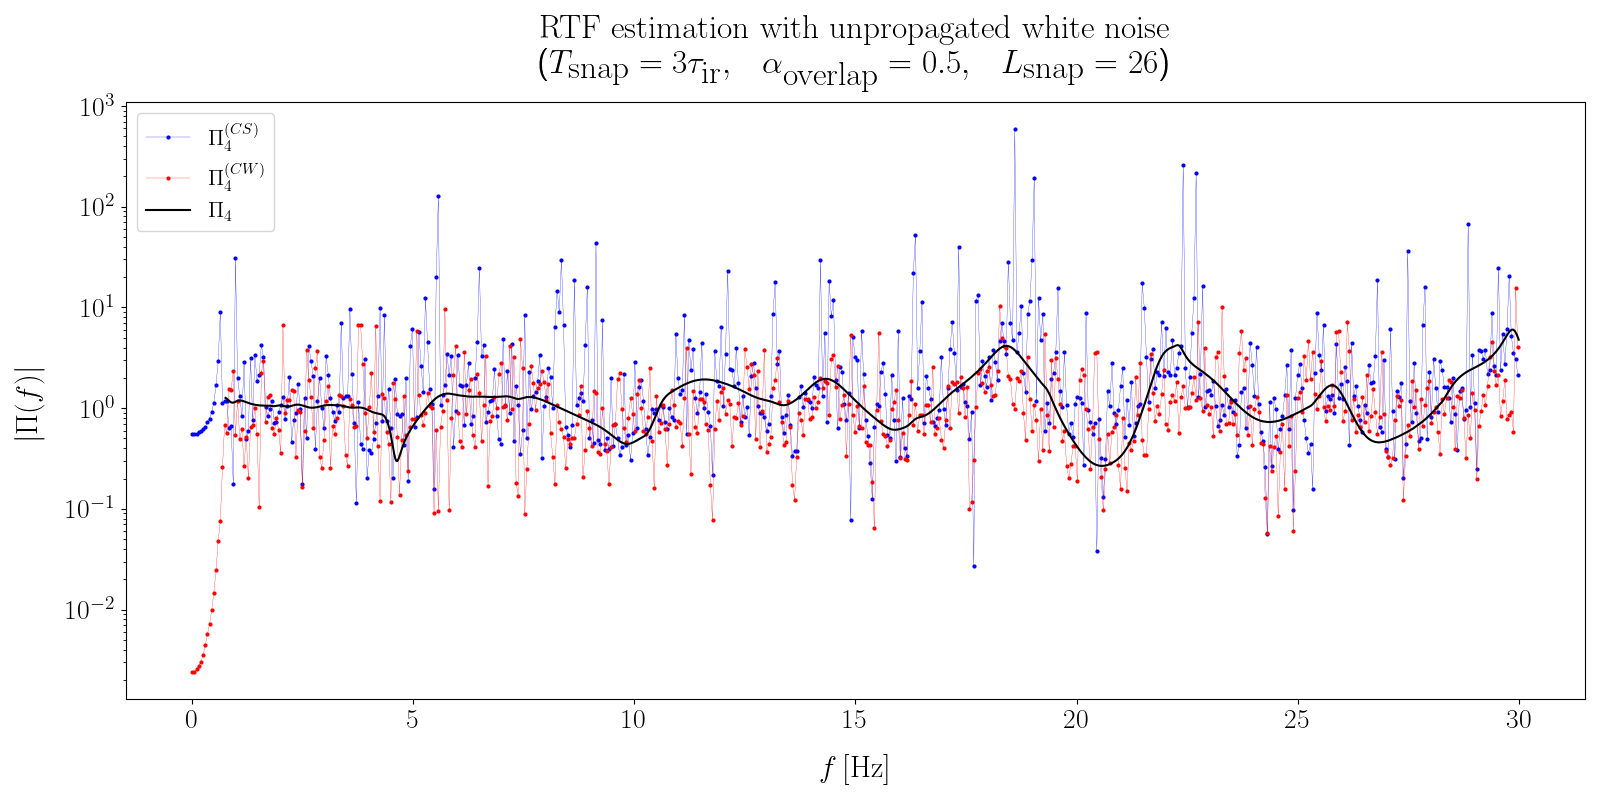 RTF estimation with unpropagated white noise
(T_snap = 3τ_ir,   α_overlap = 0.5,   L_snap = 26)
Π_4^(CS)
Π_4^(CW)
Π_4
|Π(f)|
10^3
10^2
10^1
10^0
10^−1
10^−2
0 5 10 15 20 25 30
f [Hz]